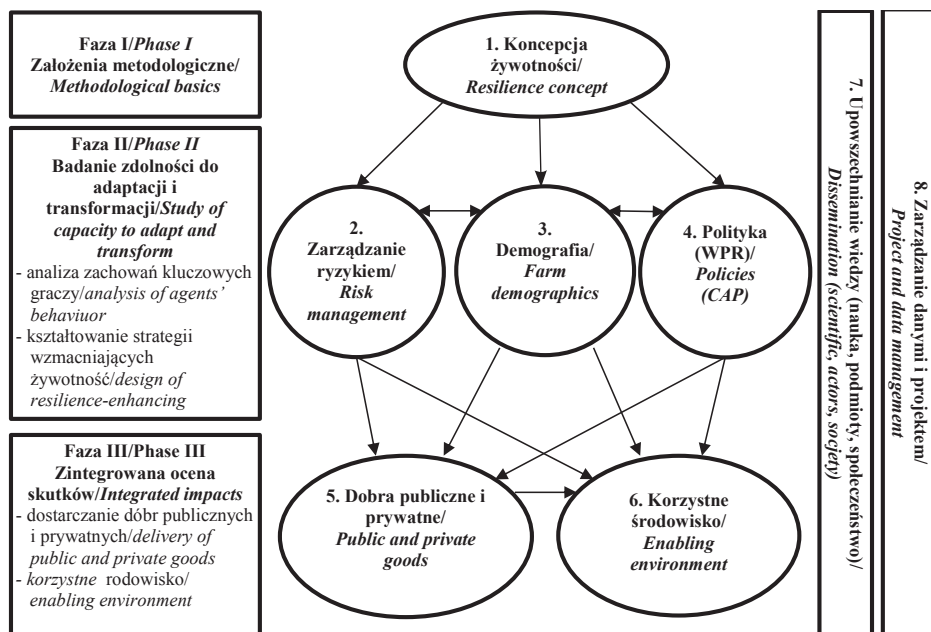 Faza I/Phase I
Założenia metodologiczne/
Methodological basics
Faza II/Phase II
Badanie zdolności do
adaptacji i
transformacji/Study of
capacity to adapt and
transform
- analiza zachowań kluczowych
graczy/analysis of agents'
behaviuor
- kształtowanie strategii
wzmacniających
żywotność/design of
resilience-enhancing
Faza III/Phase III
Zintegrowana ocena
skutków/Integrated impacts
- dostarczanie dóbr publicznych
i prywatnych/delivery of
public and private goods
- korzystne rodowisko/
enabling environment
1. Koncepcja
żywotności/
Resilience concept
2.
Zarządzanie
ryzykiem/
Risk
management
3.
Demografia/
Farm
demographics
4. Polityka
(WPR)/
Policies
(CAP)
5. Dobra publiczne i
prywatne/
Public and private
goods
6. Korzystne
środowisko/
Enabling
environment
7. Upowszechnianie wiedzy (nauka, podmioty, społeczeństwo)/
Dissemination (scientific, actors, socjety)
8. Zarządzanie danymi i projektem/
Project and data management